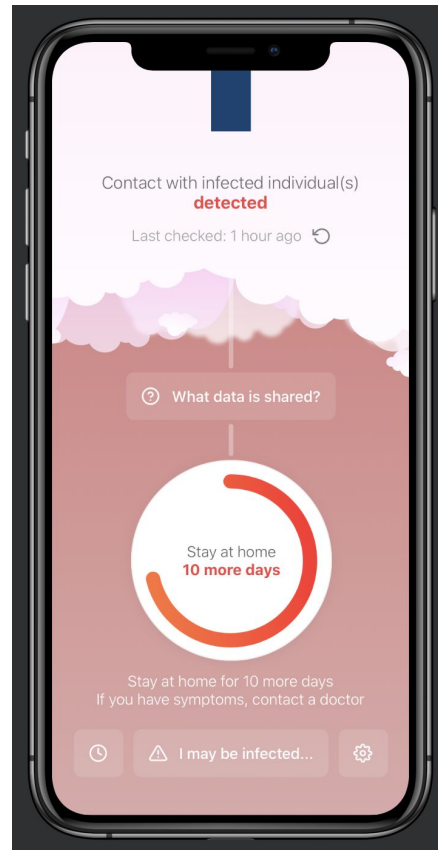 Contact with infected individual(s)
detected
Last checked: 1 hour ago
What data is shared?
Stay at home
10 more days
Stay at home for 10 more days
If you have symptoms, contact a doctor
I may be infected...